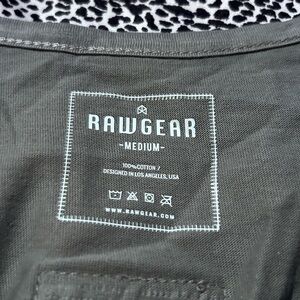 RAWGEAR
-MEDIUM-
100%COTTON /
DESIGNED IN LOS ANGELES, USA
WWW.RAWGEAR.COM